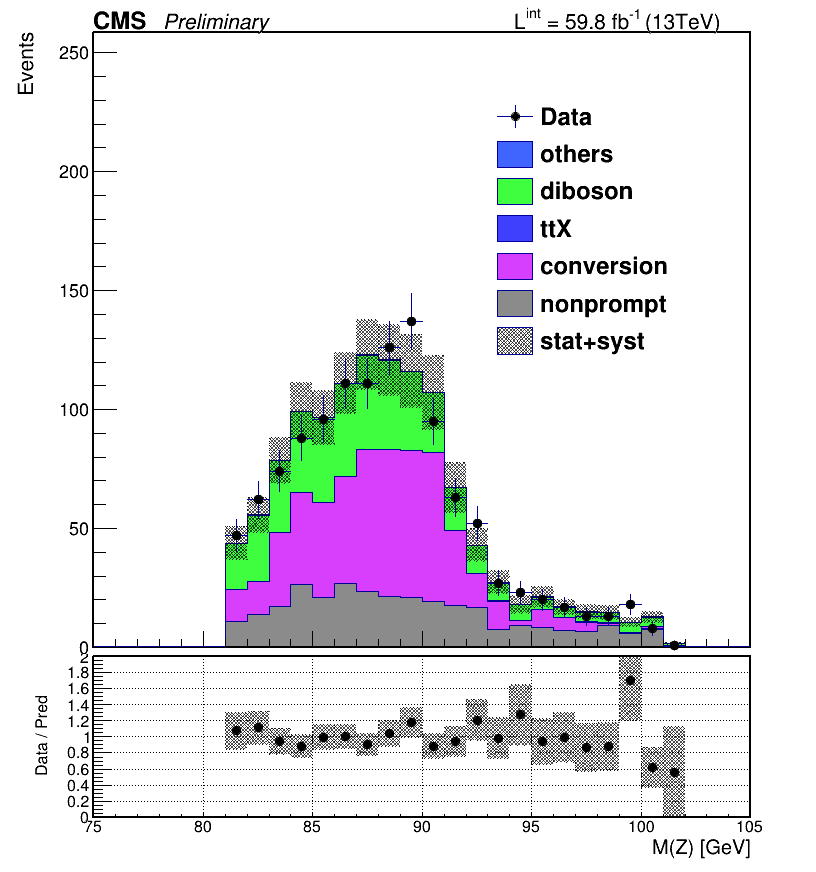 CMS Preliminary L^int = 59.8 fb^-1 (13TeV)
Events
250
200
150
100
50
0
Data
others
diboson
ttX
conversion
nonprompt
stat+syst
Data / Pred
2
1.8
1.6
1.4
1.2
1
0.8
0.6
0.4
0.2
0
75 80 85 90 95 100 105
M(Z) [GeV]